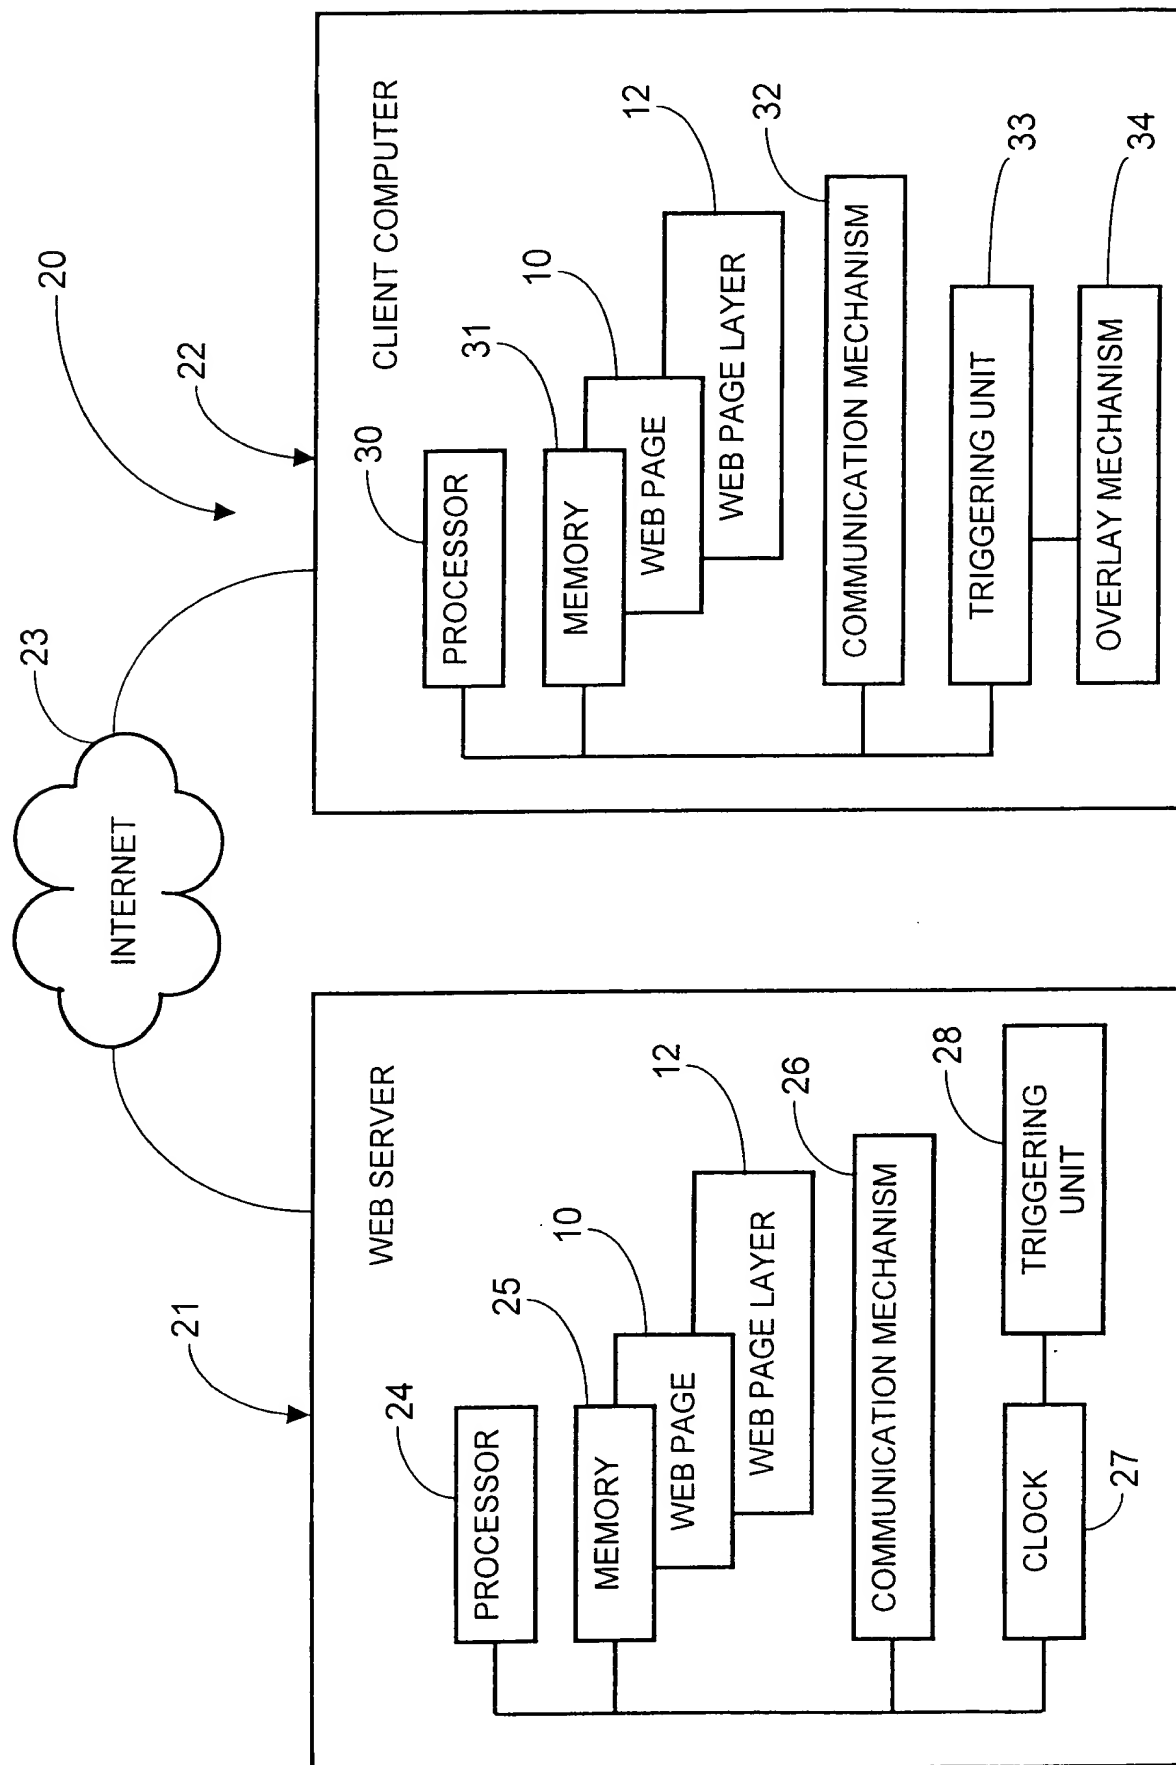 20
23
INTERNET
21
WEB SERVER
24
PROCESSOR
25
MEMORY
10
WEB PAGE
12
WEB PAGE LAYER
26
COMMUNICATION MECHANISM
28
TRIGGERING
UNIT
CLOCK
27
22
CLIENT COMPUTER
30
PROCESSOR
31
MEMORY
10
WEB PAGE
12
WEB PAGE LAYER
32
COMMUNICATION MECHANISM
33
TRIGGERING UNIT
34
OVERLAY MECHANISM